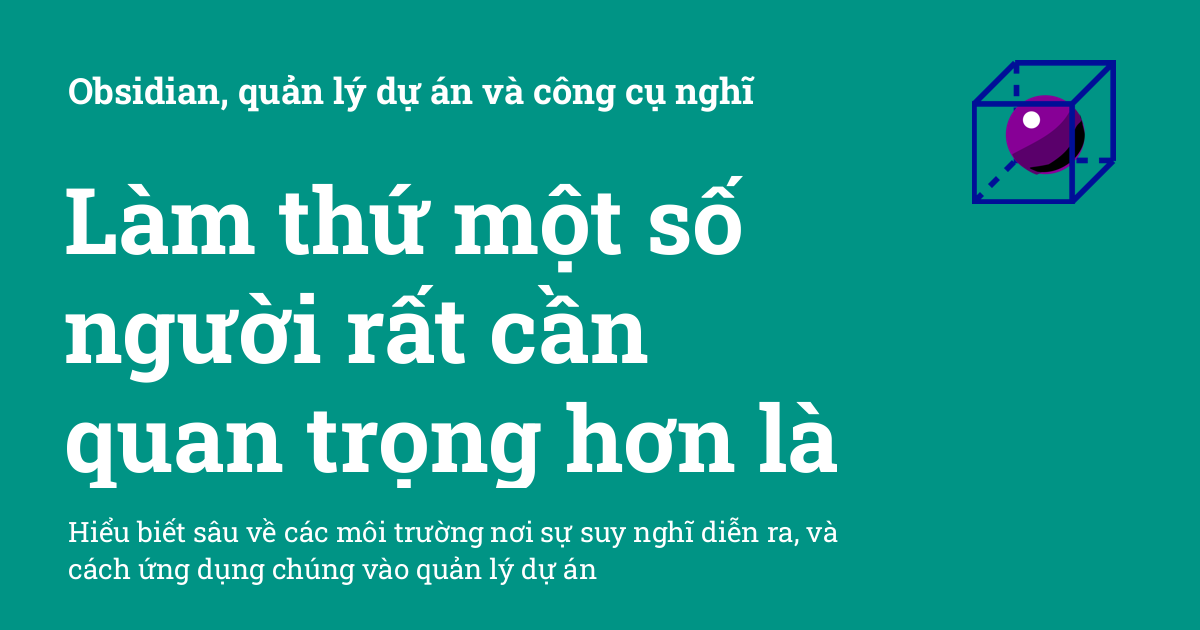 Obsidian, quản lý dự án và công cụ nghĩ
Làm thứ một số
người rất cần
quan trọng hơn là
Hiểu biết sâu về các môi trường nơi sự suy nghĩ diễn ra, và
cách ứng dụng chúng vào quản lý dự án